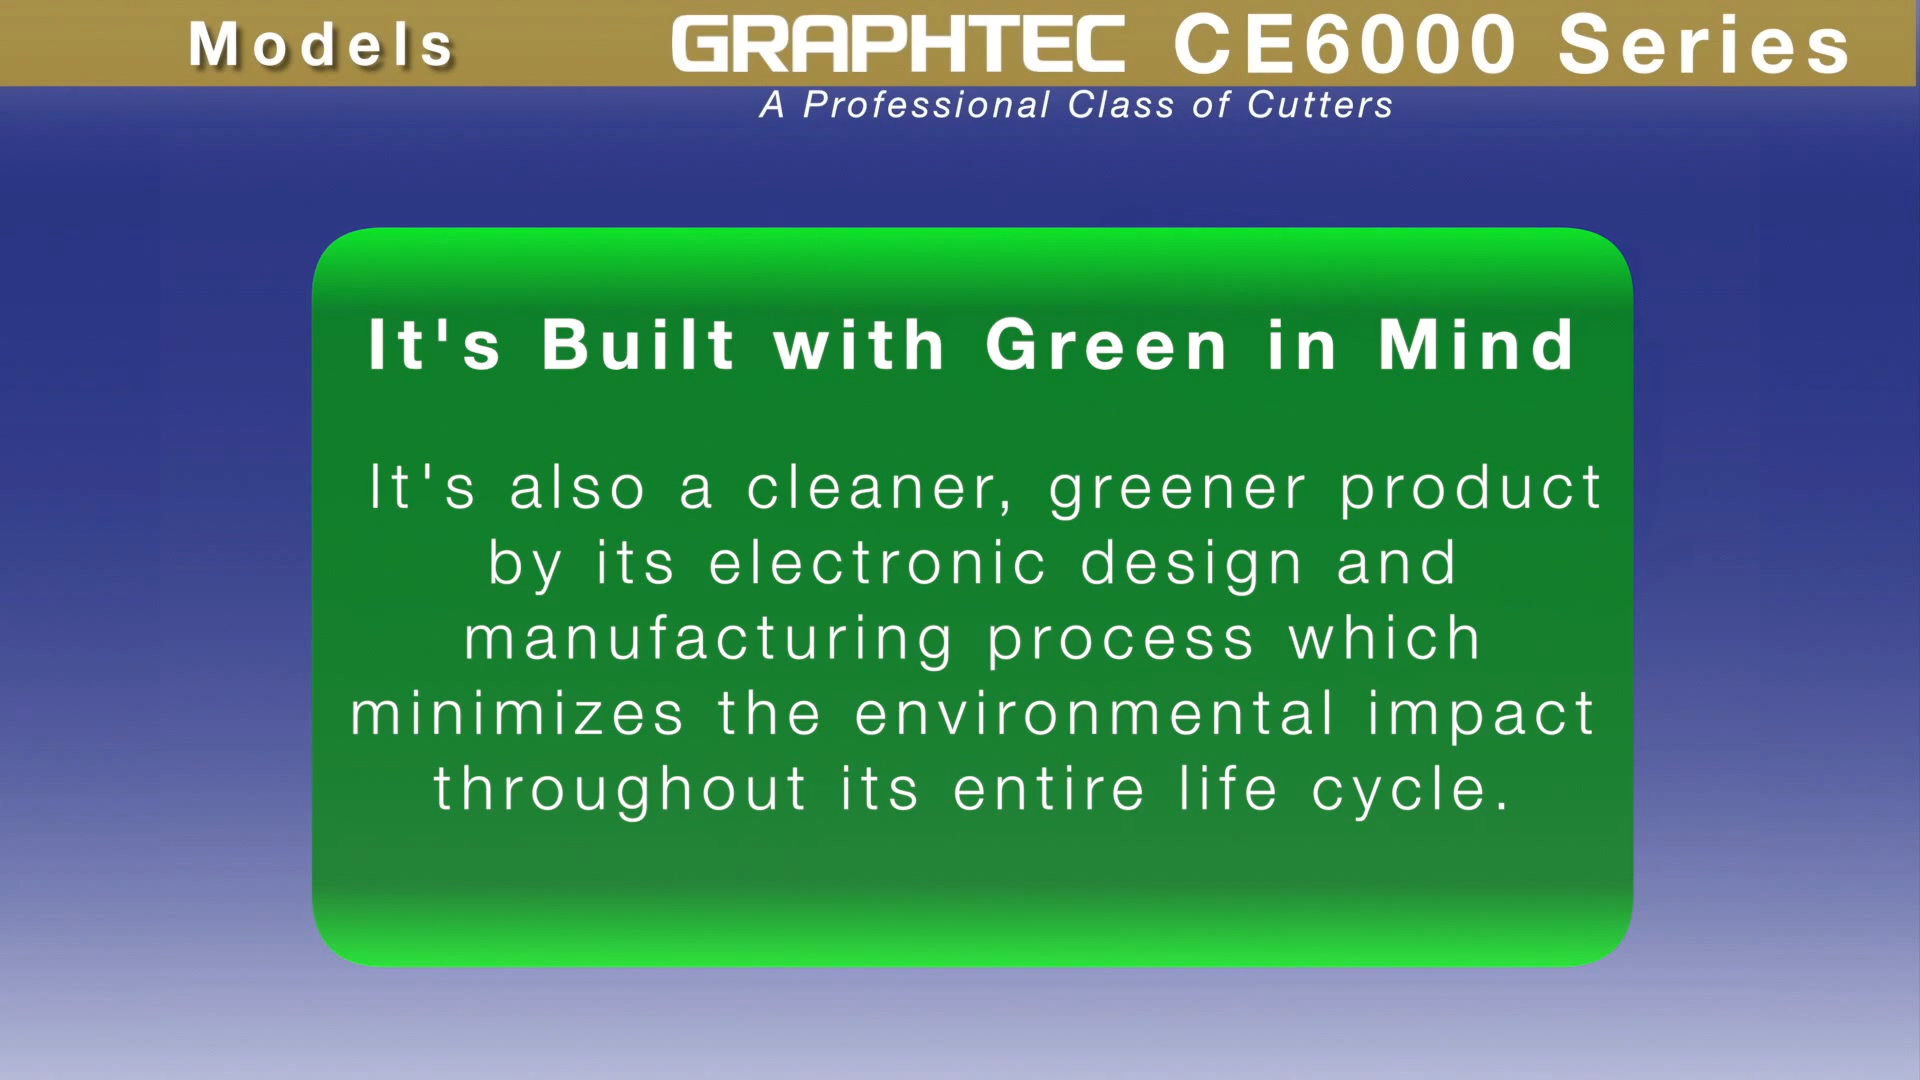 Models
GRAPHTEC CE6000 Series
A Professional Class of Cutters
It's Built with Green in Mind
It's also a cleaner, greener product
by its electronic design and
manufacturing process which
minimizes the environmental impact
throughout its entire life cycle.